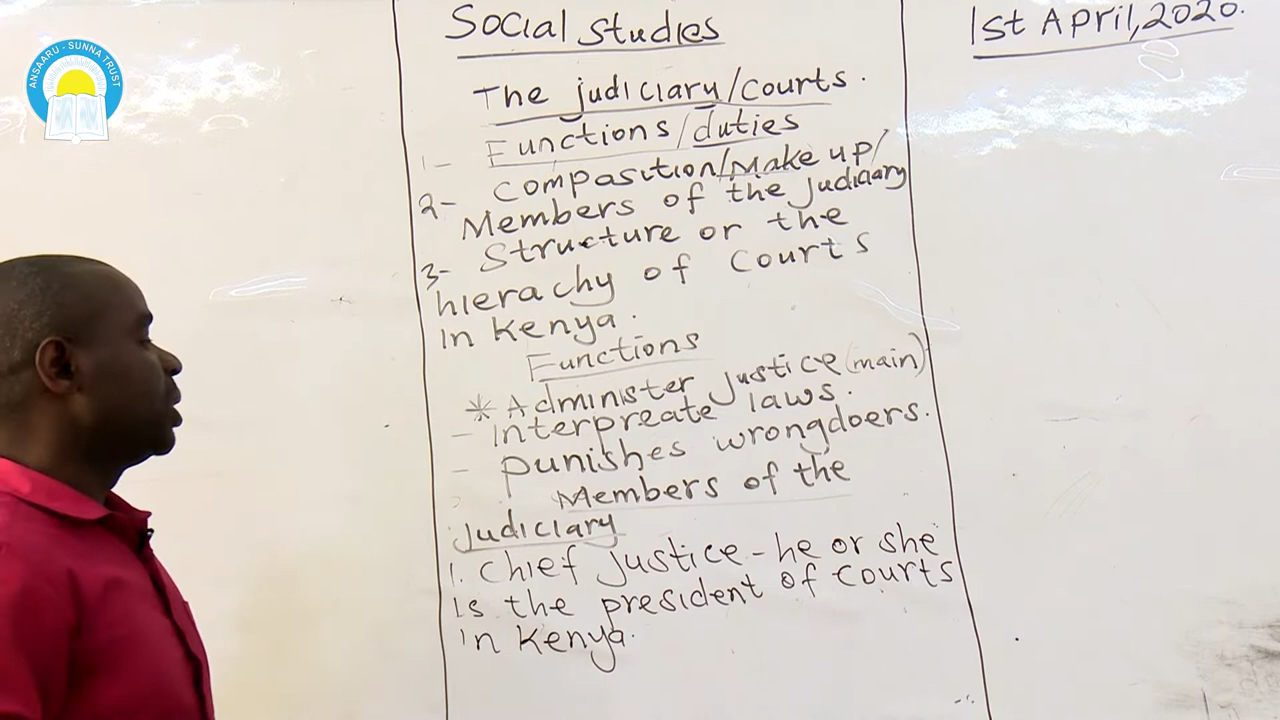 ANSAARU - SUNNA TRUST
Social studies
1st April, 2020.
The judiciary/Courts.
1- Functions/duties
2- Compasition/Make up/
Members of the Judiciary
3- Structure or the
hierachy of Courts
in Kenya.
Functions
* Administer Justice (main)
- Interpreate laws.
- punishes wrongdoers.
Members of the
Judiciary
1. Chief Justice - he or she
is the president of Courts
in Kenya.